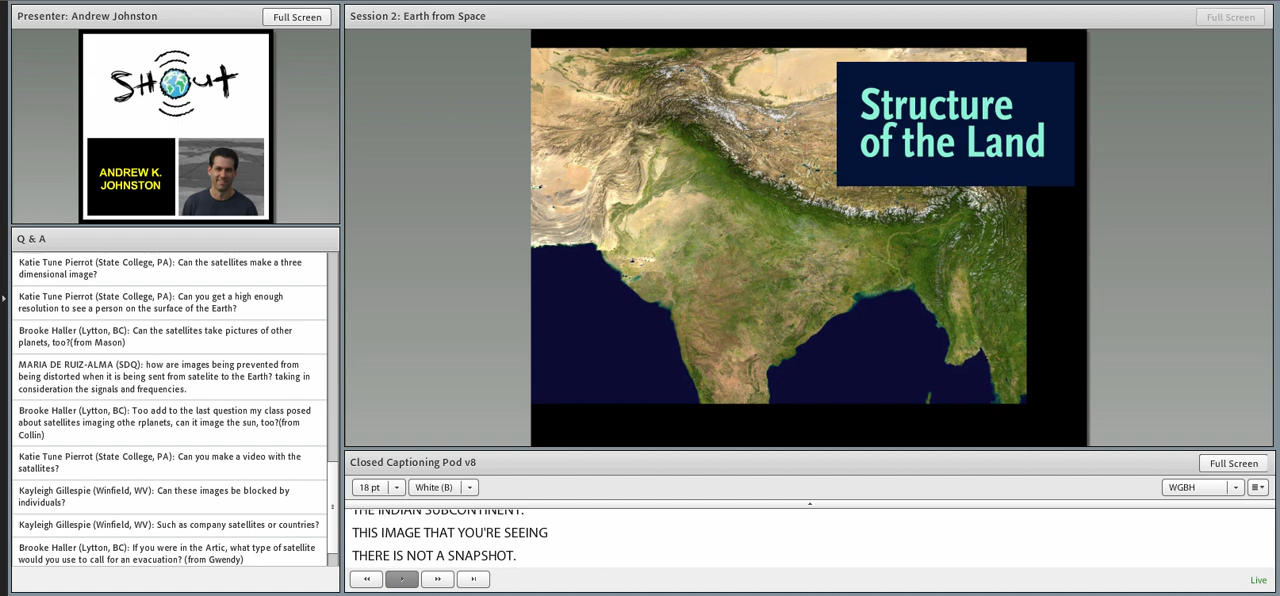 Presenter: Andrew Johnston
Full Screen
SHOut
ANDREW K.
JOHNSTON
Q & A
Katie Tune Pierrot (State College, PA): Can the satellites make a three
dimensional image?
Katie Tune Pierrot (State College, PA): Can you get a high enough
resolution to see a person on the surface of the Earth?
Brooke Haller (Lytton, BC): Can the satellites take pictures of other
planets, too?(from Mason)
MARIA DE RUIZ-ALMA (SDQ): how are images being prevented from
being distorted when it is being sent from satelite to the Earth? taking in
consideration the signals and frequencies.
Brooke Haller (Lytton, BC): Too add to the last question my class posed
about satellites imaging othe rplanets, can it image the sun, too?(from
Collin)
Katie Tune Pierrot (State College, PA): Can you make a video with the
satallites?
Kayleigh Gillespie (Winfield, WV): Can these images be blocked by
individuals?
Kayleigh Gillespie (Winfield, WV): Such as company satellites or countries?
Brooke Haller (Lytton, BC): If you were in the Artic, what type of satellite
would you use to call for an evacuation? (from Gwendy)
Session 2: Earth from Space
Full Screen
Structure
of the Land
Closed Captioning Pod v8
Full Screen
18 pt
White (B)
WGBH
THE INDIAN SUBCONTINENT.
THIS IMAGE THAT YOU'RE SEEING
THERE IS NOT A SNAPSHOT.
Live